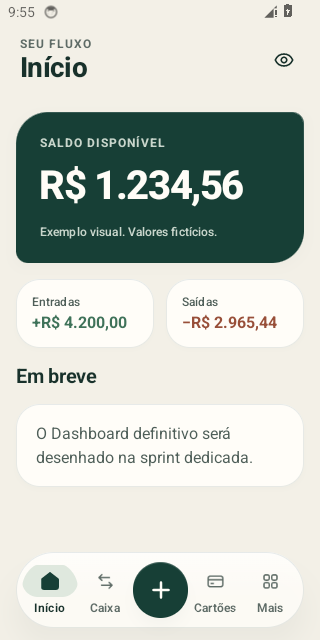 9:55
SEU FLUXO
Início
SALDO DISPONÍVEL
R$ 1.234,56
Exemplo visual. Valores fictícios.
Entradas
+R$ 4.200,00
Saídas
−R$ 2.965,44
Em breve
O Dashboard definitivo será
desenhado na sprint dedicada.
Início
Caixa
Cartões
Mais